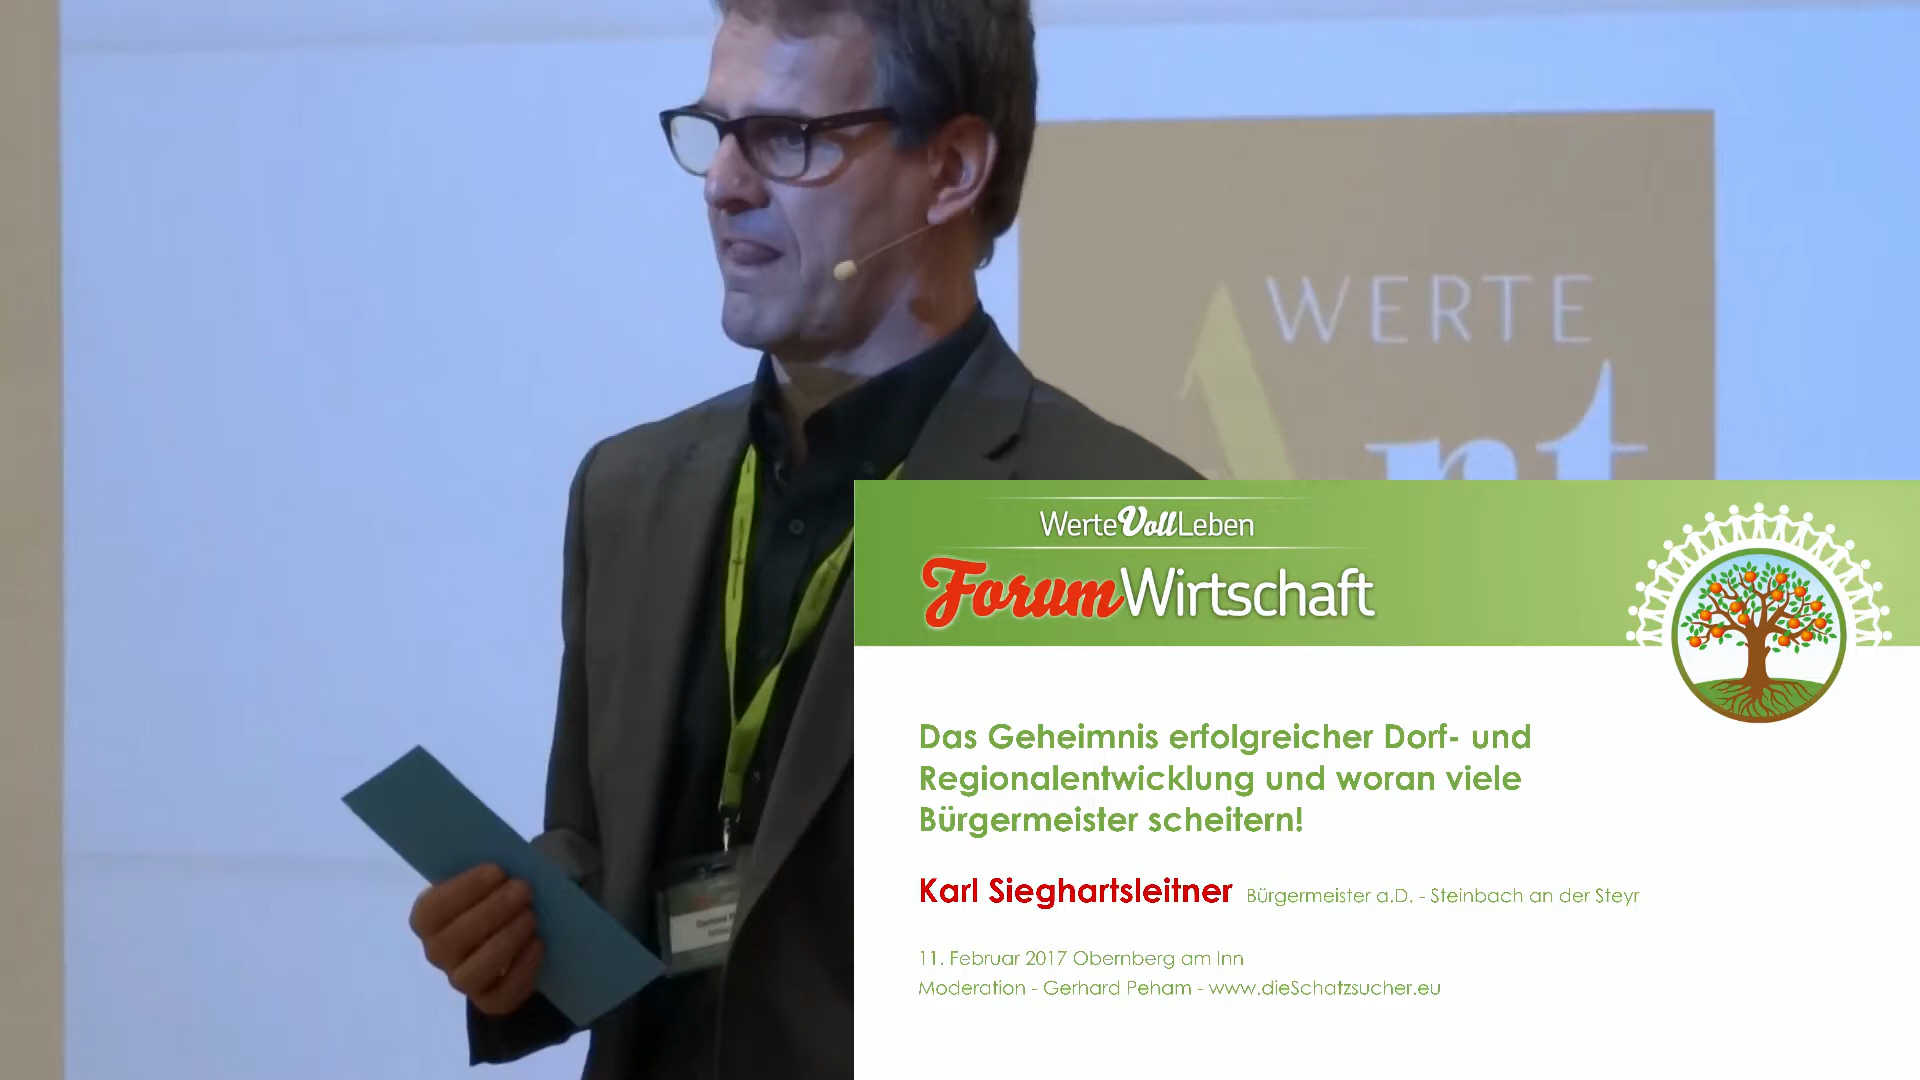 WERTE
Art
WerteVollLeben
ForumWirtschaft
Das Geheimnis erfolgreicher Dorf- und
Regionalentwicklung und woran viele
Bürgermeister scheitern!
Karl Sieghartsleitner Bürgermeister a.D. - Steinbach an der Steyr
11. Februar 2017 Obernberg am Inn
Moderation - Gerhard Peham - www.dieSchatzsucher.eu